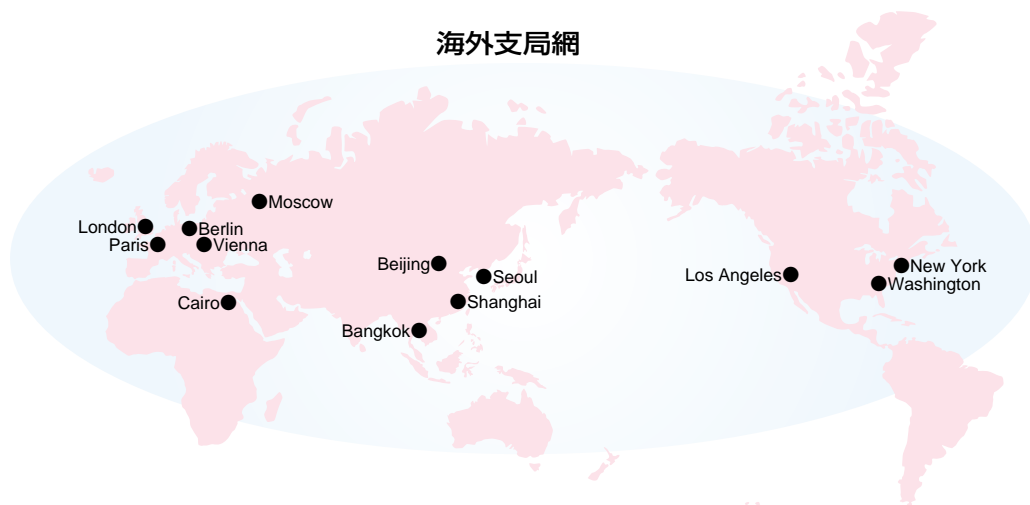 海外支局網
Moscow
London
Berlin
Paris
Vienna
Beijing
Seoul
Cairo
Shanghai
Bangkok
Los Angeles
New York
Washington